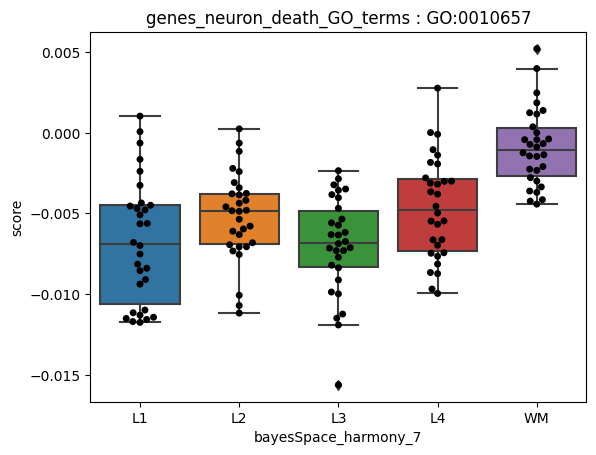 genes_neuron_death_GO_terms : GO:0010657
score
0.005
0.000
−0.005
−0.010
−0.015
L1 L2 L3 L4 WM
bayesSpace_harmony_7